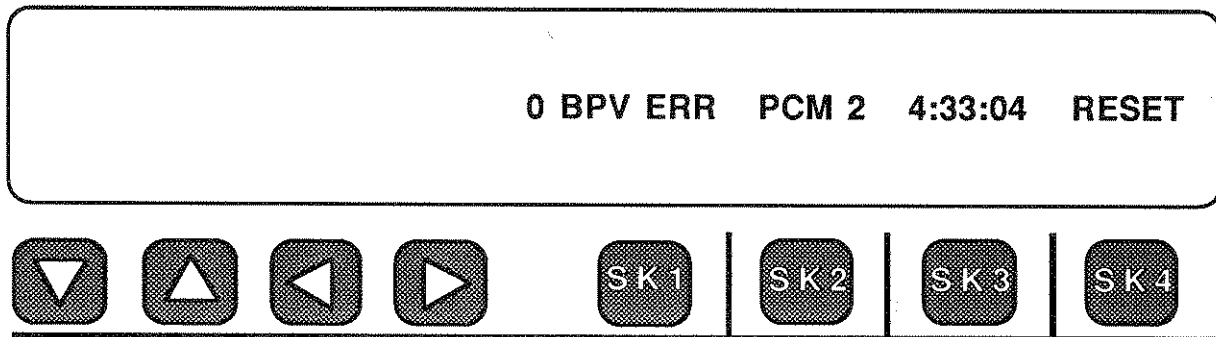 0 BPV ERR PCM 2 4:33:04 RESET
SK1 SK2 SK3 SK4